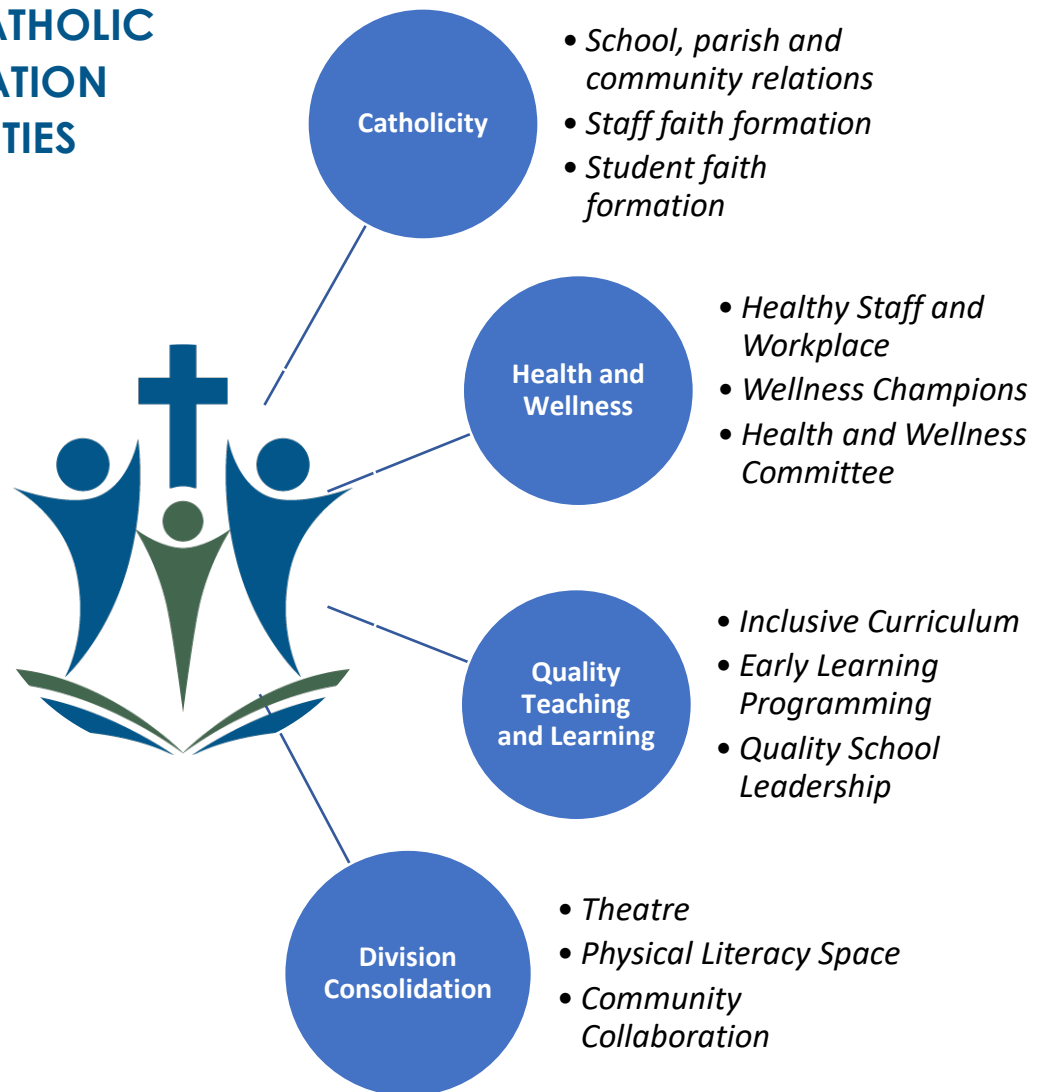 ATHOLIC
ATION
TIES
Catholicity
• School, parish and
community relations
• Staff faith formation
• Student faith
formation
Health and
Wellness
• Healthy Staff and
Workplace
• Wellness Champions
• Health and Wellness
Committee
Quality
Teaching
and Learning
• Inclusive Curriculum
• Early Learning
Programming
• Quality School
Leadership
Division
Consolidation
• Theatre
• Physical Literacy Space
• Community
Collaboration